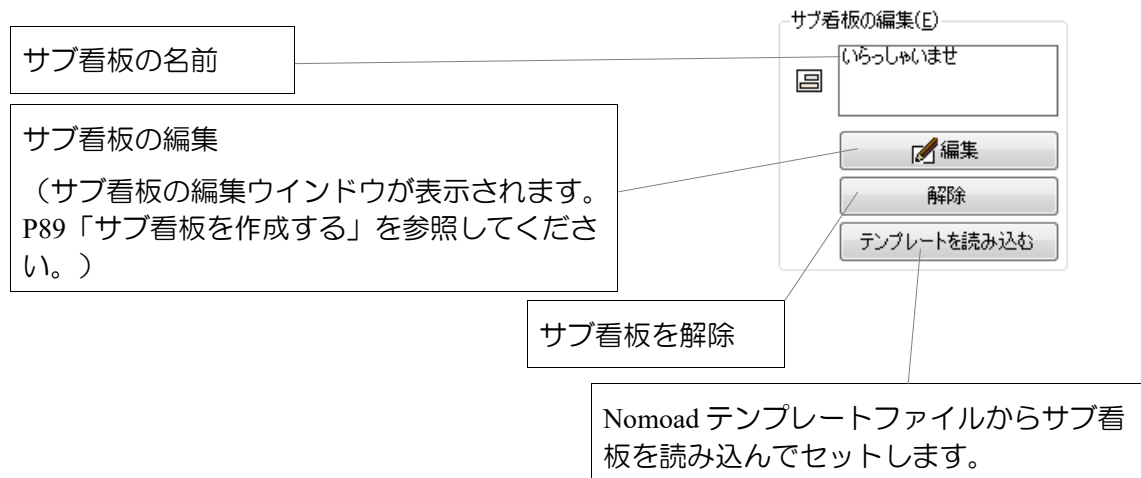 サブ看板の名前
サブ看板の編集
（サブ看板の編集ウインドウが表示されます。
P89「サブ看板を作成する」を参照してくださ
い。）
サブ看板の編集(E)
いらっしゃいませ
編集
解除
テンプレートを読み込む
サブ看板を解除
Nomoad テンプレートファイルからサブ看
板を読み込んでセットします。